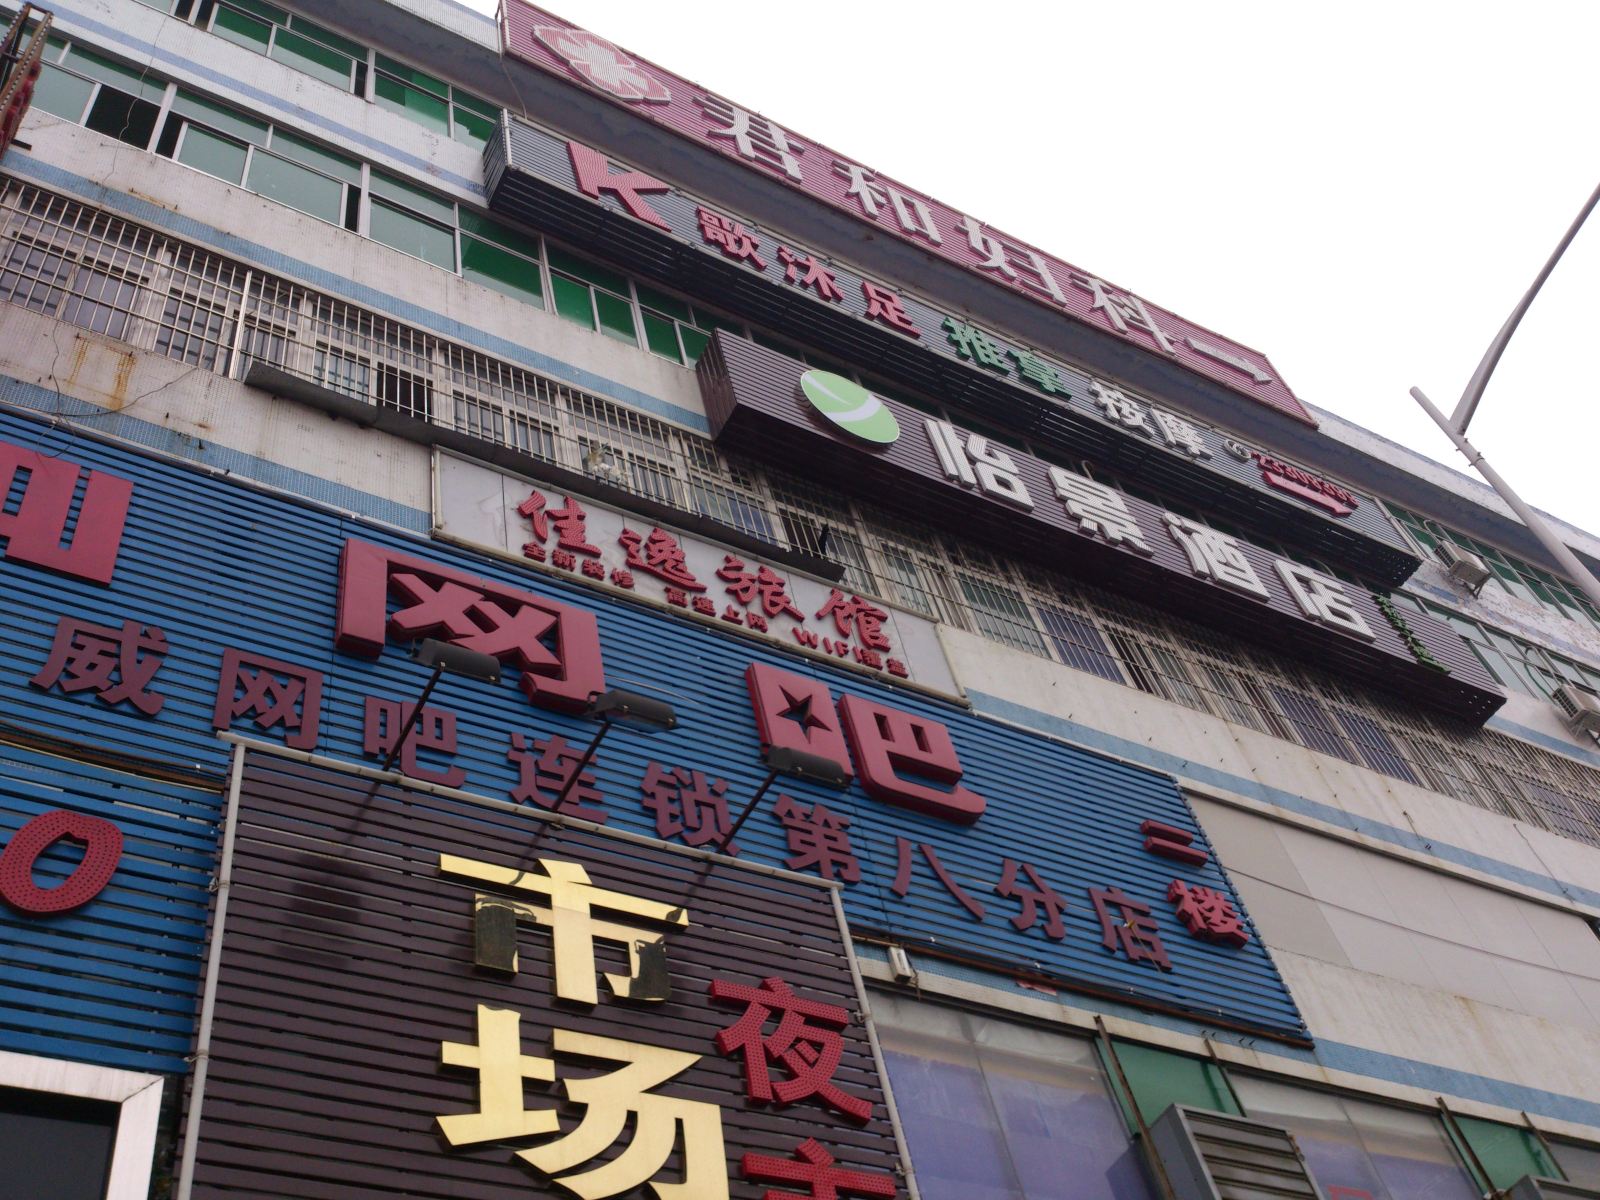 君和妇科
K歌 沐足 推拿 按摩
怡景酒店
佳逸旅馆
全新装修 高速上网 WIFI覆盖
网吧
威网吧连锁第八分店
二楼
市场
夜